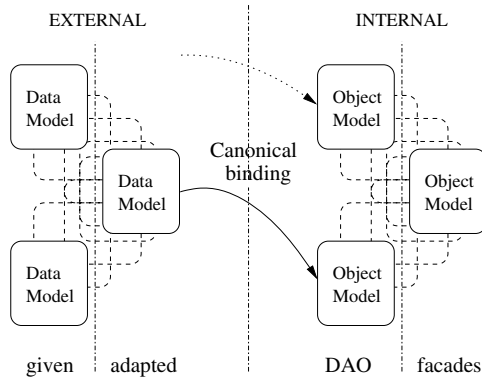 EXTERNAL
INTERNAL
Data
Model
Object
Model
Canonical
binding
Data
Model
Object
Model
Data
Model
Object
Model
given
adapted
DAO
facades